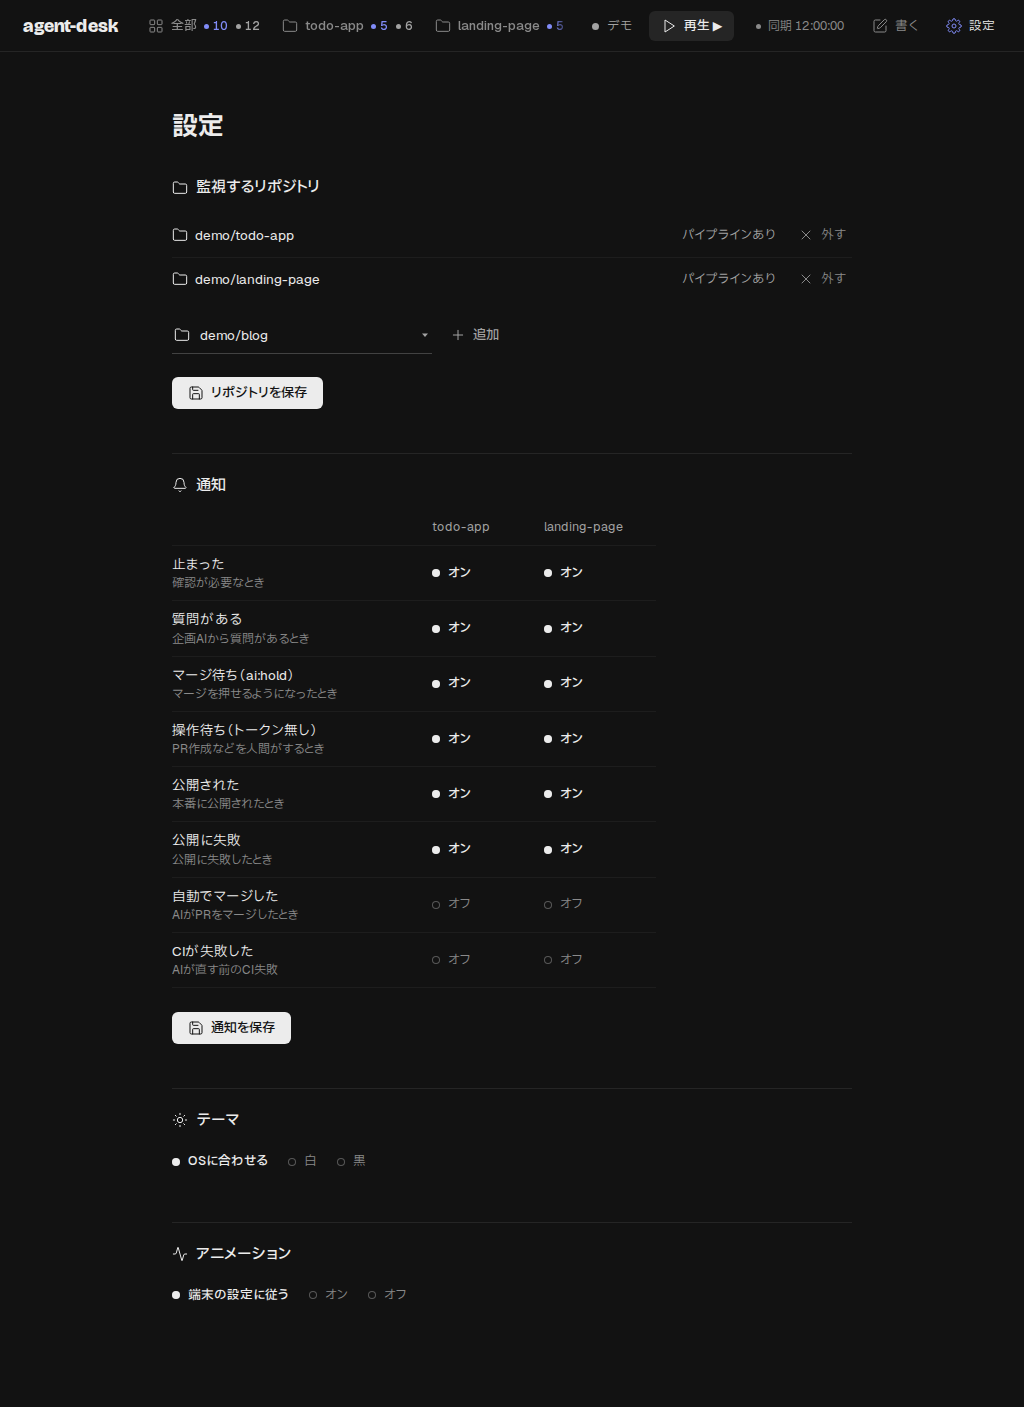 agent-desk 全部 10 12 todo-app 5 6 landing-page 5 デモ 再生 ▶ 同期 12:00:00 書く 設定
設定
監視するリポジトリ
demo/todo-app パイプラインあり 外す
demo/landing-page パイプラインあり 外す
demo/blog 追加
リポジトリを保存
通知
todo-app landing-page
止まった オン オン
確認が必要なとき
質問がある オン オン
企画AIから質問があるとき
マージ待ち(ai:hold) オン オン
マージを押せるようになったとき
操作待ち(トークン無し) オン オン
PR作成などを人間がするとき
公開された オン オン
本番に公開されたとき
公開に失敗 オン オン
公開に失敗したとき
自動でマージした オフ オフ
AIがPRをマージしたとき
CIが失敗した オフ オフ
AIが直す前のCI失敗
通知を保存
テーマ
OSに合わせる 白 黒
アニメーション
端末の設定に従う オン オフ